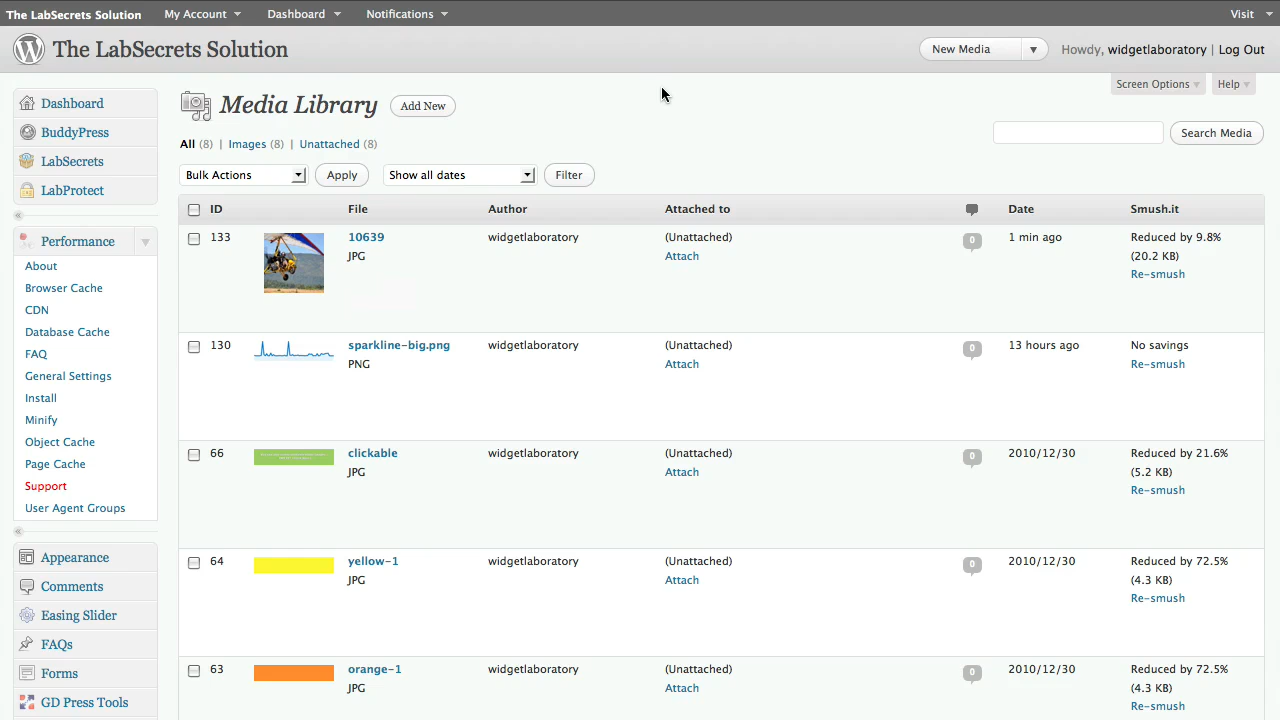 The LabSecrets Solution My Account Dashboard Notifications Visit
The LabSecrets Solution New Media Howdy, widgetlaboratory | Log Out
Screen Options Help
Dashboard
BuddyPress
LabSecrets
LabProtect
Performance
About
Browser Cache
CDN
Database Cache
FAQ
General Settings
Install
Minify
Object Cache
Page Cache
Support
User Agent Groups
Appearance
Comments
Easing Slider
FAQs
Forms
GD Press Tools
Media Library Add New
All (8) | Images (8) | Unattached (8)
Search Media
Bulk Actions Apply Show all dates Filter
ID File Author Attached to Date Smush.it
133 10639 widgetlaboratory (Unattached) 0 1 min ago Reduced by 9.8%
JPG Attach (20.2 KB)
Re-smush
130 sparkline-big.png widgetlaboratory (Unattached) 0 13 hours ago No savings
PNG Attach Re-smush
66 clickable widgetlaboratory (Unattached) 0 2010/12/30 Reduced by 21.6%
JPG Attach (5.2 KB)
Re-smush
64 yellow-1 widgetlaboratory (Unattached) 0 2010/12/30 Reduced by 72.5%
JPG Attach (4.3 KB)
Re-smush
63 orange-1 widgetlaboratory (Unattached) 0 2010/12/30 Reduced by 72.5%
JPG Attach (4.3 KB)
Re-smush